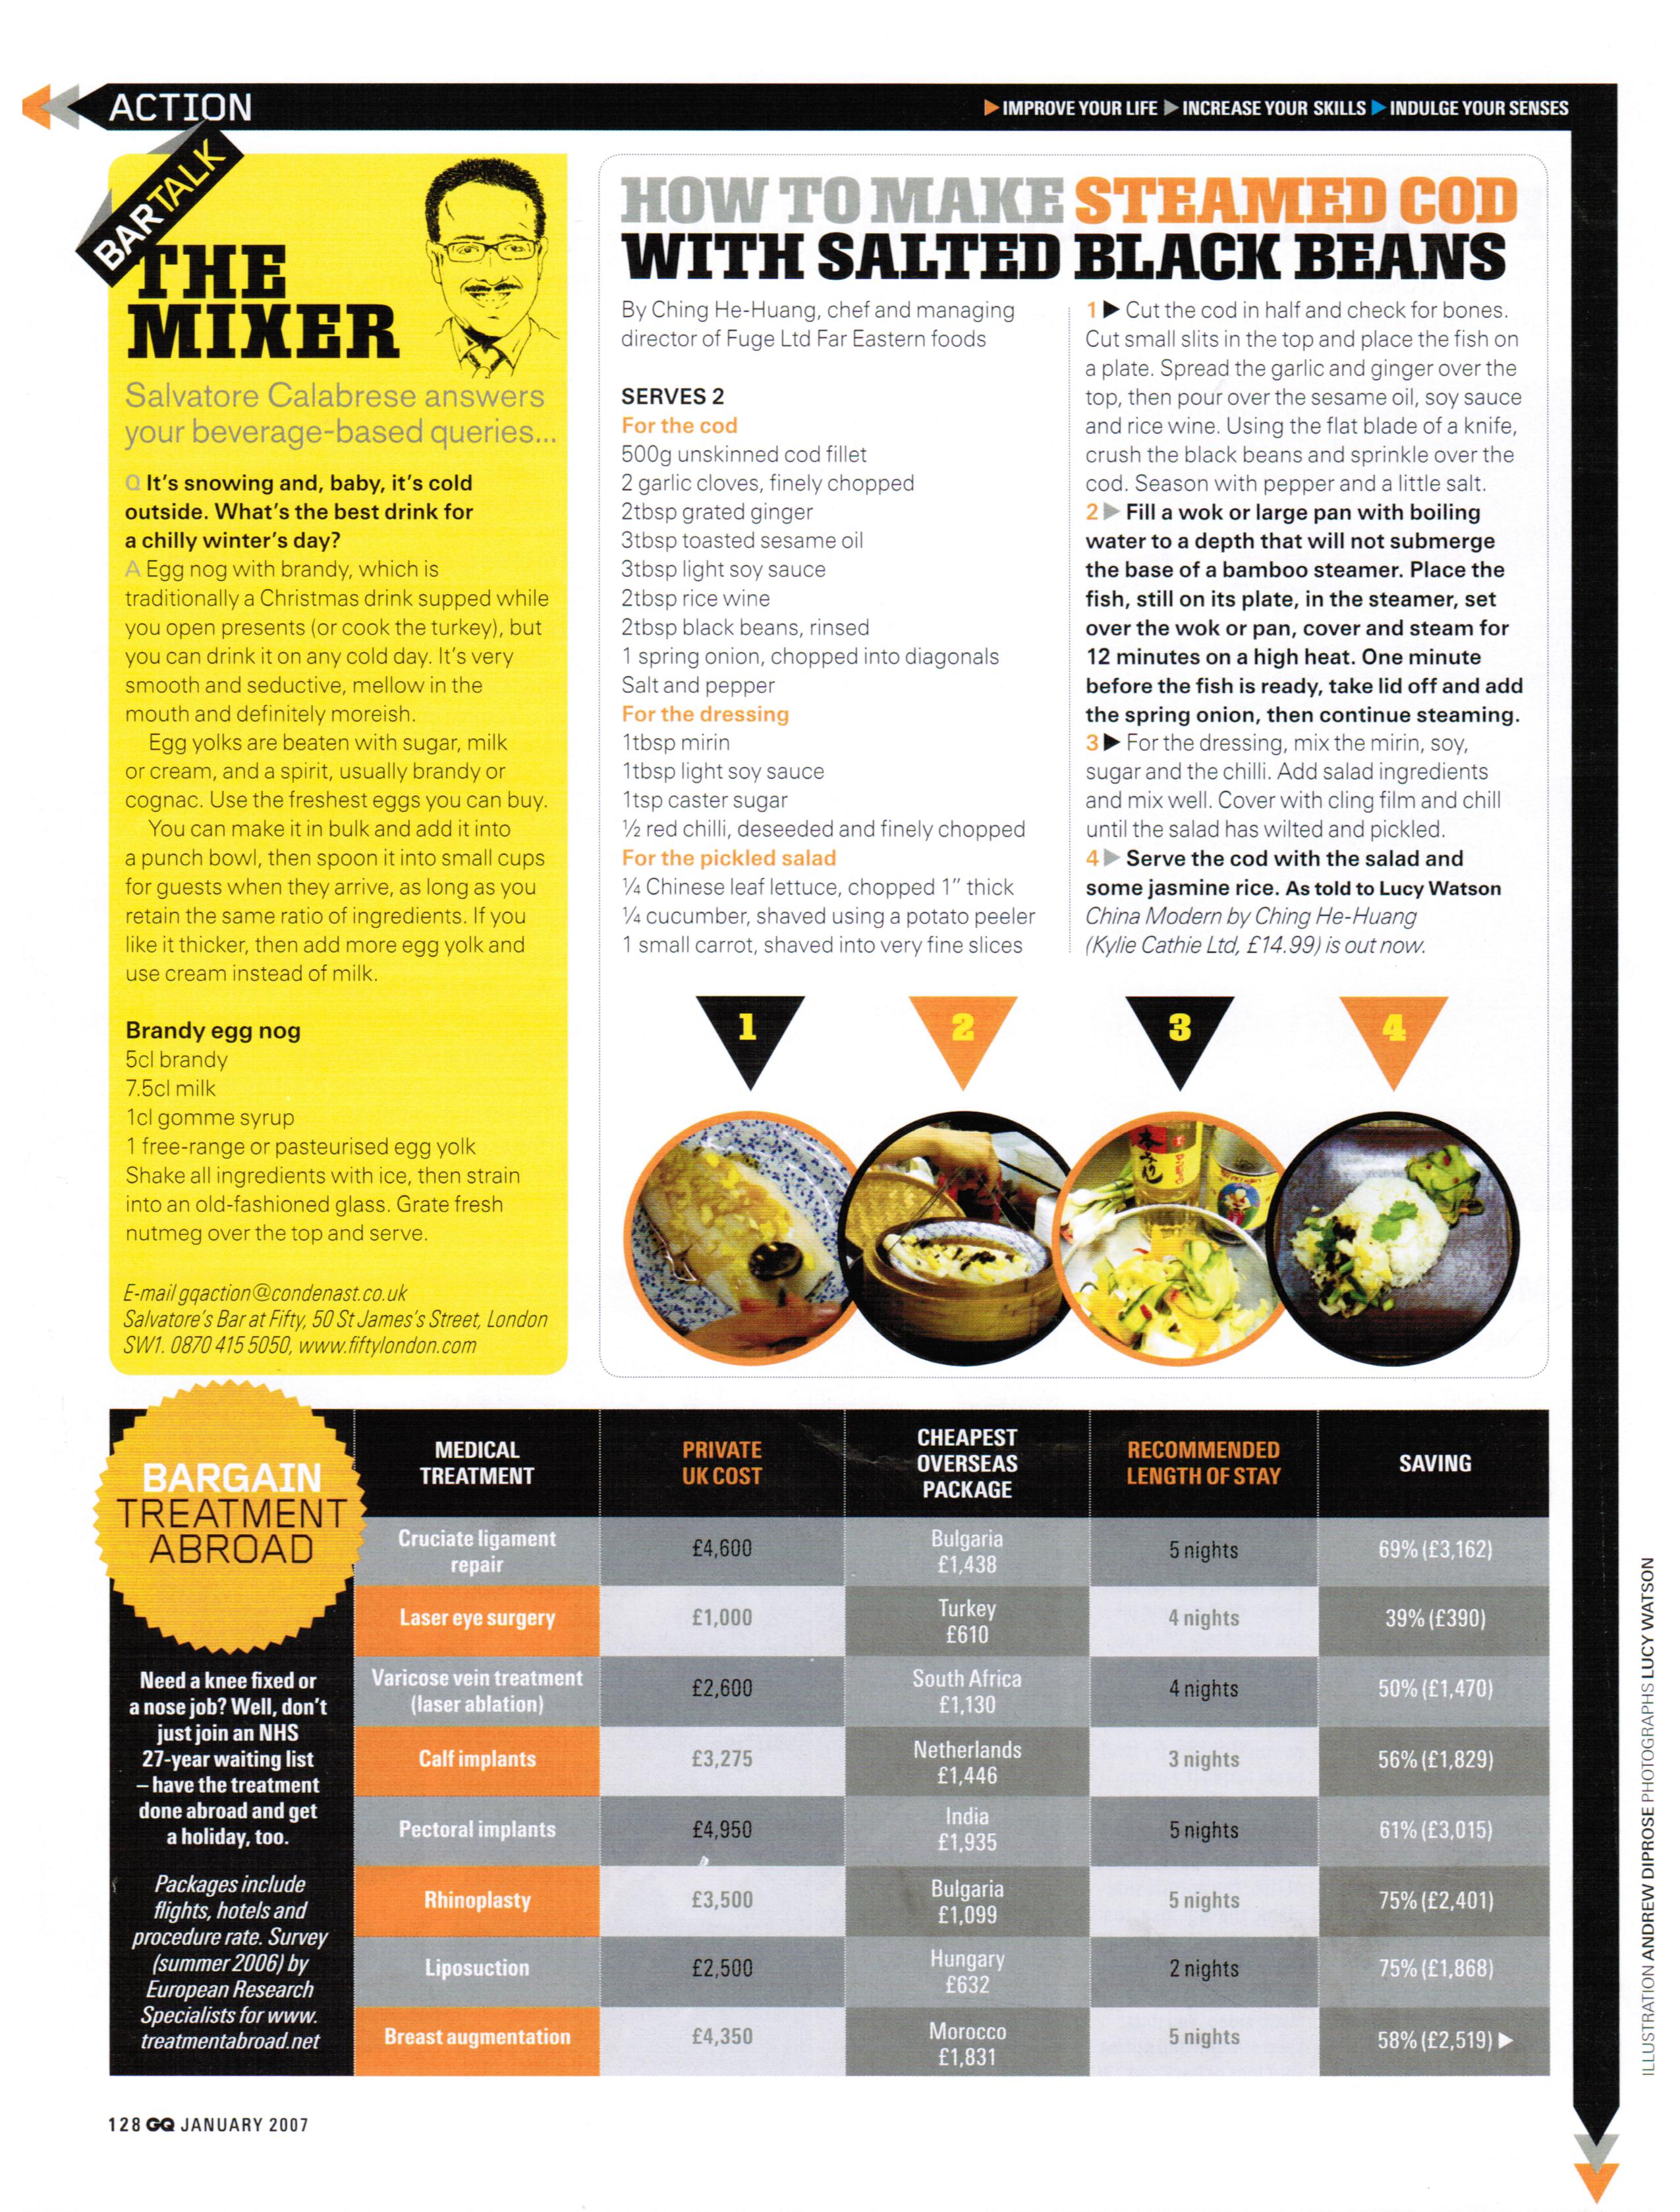 ACTION
IMPROVE YOUR LIFE INCREASE YOUR SKILLS INDULGE YOUR SENSES
BARTALK
THE
MIXER
Salvatore Calabrese answers
your beverage-based queries...
Q It's snowing and, baby, it's cold
outside. What's the best drink for
a chilly winter's day?
A Egg nog with brandy, which is
traditionally a Christmas drink supped while
you open presents (or cook the turkey), but
you can drink it on any cold day. It's very
smooth and seductive, mellow in the
mouth and definitely moreish.
Egg yolks are beaten with sugar, milk
or cream, and a spirit, usually brandy or
cognac. Use the freshest eggs you can buy.
You can make it in bulk and add it into
a punch bowl, then spoon it into small cups
for guests when they arrive, as long as you
retain the same ratio of ingredients. If you
like it thicker, then add more egg yolk and
use cream instead of milk.
Brandy egg nog
5cl brandy
7.5cl milk
1cl gomme syrup
1 free-range or pasteurised egg yolk
Shake all ingredients with ice, then strain
into an old-fashioned glass. Grate fresh
nutmeg over the top and serve.
E-mail gqaction@condenast.co.uk
Salvatore's Bar at Fifty, 50 St James's Street, London
SW1. 0870 415 5050, www.fiftylondon.com
HOW TO MAKE STEAMED COD
WITH SALTED BLACK BEANS
By Ching He-Huang, chef and managing
director of Fuge Ltd Far Eastern foods
SERVES 2
For the cod
500g unskinned cod fillet
2 garlic cloves, finely chopped
2tbsp grated ginger
3tbsp toasted sesame oil
3tbsp light soy sauce
2tbsp rice wine
2tbsp black beans, rinsed
1 spring onion, chopped into diagonals
Salt and pepper
For the dressing
1tbsp mirin
1tbsp light soy sauce
1tsp caster sugar
½ red chilli, deseeded and finely chopped
For the pickled salad
¼ Chinese leaf lettuce, chopped 1" thick
¼ cucumber, shaved using a potato peeler
1 small carrot, shaved into very fine slices
1 Cut the cod in half and check for bones.
Cut small slits in the top and place the fish on
a plate. Spread the garlic and ginger over the
top, then pour over the sesame oil, soy sauce
and rice wine. Using the flat blade of a knife,
crush the black beans and sprinkle over the
cod. Season with pepper and a little salt.
2 Fill a wok or large pan with boiling
water to a depth that will not submerge
the base of a bamboo steamer. Place the
fish, still on its plate, in the steamer, set
over the wok or pan, cover and steam for
12 minutes on a high heat. One minute
before the fish is ready, take lid off and add
the spring onion, then continue steaming.
3 For the dressing, mix the mirin, soy,
sugar and the chilli. Add salad ingredients
and mix well. Cover with cling film and chill
until the salad has wilted and pickled.
4 Serve the cod with the salad and
some jasmine rice. As told to Lucy Watson
China Modern by Ching He-Huang
(Kylie Cathie Ltd, £14.99) is out now.
1 2 3 4
BARGAIN
TREATMENT
ABROAD
Need a knee fixed or
a nose job? Well, don't
just join an NHS
27-year waiting list
– have the treatment
done abroad and get
a holiday, too.
Packages include
flights, hotels and
procedure rate. Survey
(summer 2006) by
European Research
Specialists for www.
treatmentabroad.net
MEDICAL
TREATMENT
PRIVATE
UK COST
CHEAPEST
OVERSEAS
PACKAGE
RECOMMENDED
LENGTH OF STAY
SAVING
Cruciate ligament
repair
£4,600
Bulgaria
£1,438
5 nights
69% (£3,162)
Laser eye surgery
£1,000
Turkey
£610
4 nights
39% (£390)
Varicose vein treatment
(laser ablation)
£2,600
South Africa
£1,130
4 nights
50% (£1,470)
Calf implants
£3,275
Netherlands
£1,446
3 nights
56% (£1,829)
Pectoral implants
£4,950
India
£1,935
5 nights
61% (£3,015)
Rhinoplasty
£3,500
Bulgaria
£1,099
5 nights
75% (£2,401)
Liposuction
£2,500
Hungary
£632
2 nights
75% (£1,868)
Breast augmentation
£4,350
Morocco
£1,831
5 nights
58% (£2,519)
ILLUSTRATION ANDREW DIPROSE PHOTOGRAPHS LUCY WATSON
128 GQ JANUARY 2007